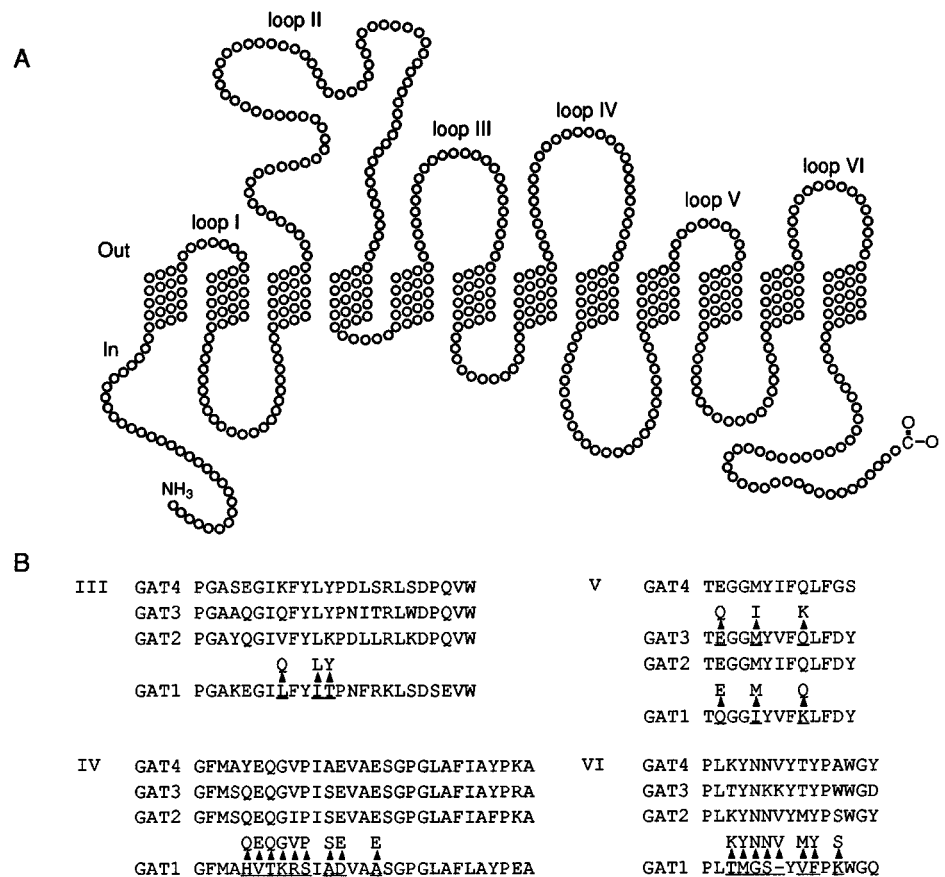 A
loop I
loop II
loop III
loop IV
loop V
loop VI
Out
In
NH3
O
C-O
B
III
GAT4 PGASEGIKFYLYPDLSRLSDPQVW
GAT3 PGAAQGIQFYLYPNITRLWDPQVW
GAT2 PGAYQGIVFYLKPDLLRLKDPQVW
Q LY
GAT1 PGAKEGILFYITPNFRKLSDSEVW
V
GAT4 TEGGMYIFQLFGS
Q I K
GAT3 TEGGMYVFQLFDY
GAT2 TEGGMYIFQLFDY
E M Q
GAT1 TQGGIYVFKLFDY
IV
GAT4 GFMAYEQGVPIAEVAESGPGLAFIAYPKA
GAT3 GFMSQEQGVPISEVAESGPGLAFIAYPRA
GAT2 GFMSQEQGIPISEVAESGPGLAFIAYPKA
QEQGVP SE E
GAT1 GFMAHVTKRSIADVAASGPGLAFLAYPEA
VI
GAT4 PLKYNNVYTYPAWGY
GAT3 PLTYNKKYTYPWWGD
GAT2 PLKYNNVYMYPSWGY
KYNNV MY S
GAT1 PLTMGS-YVFPKWGQ